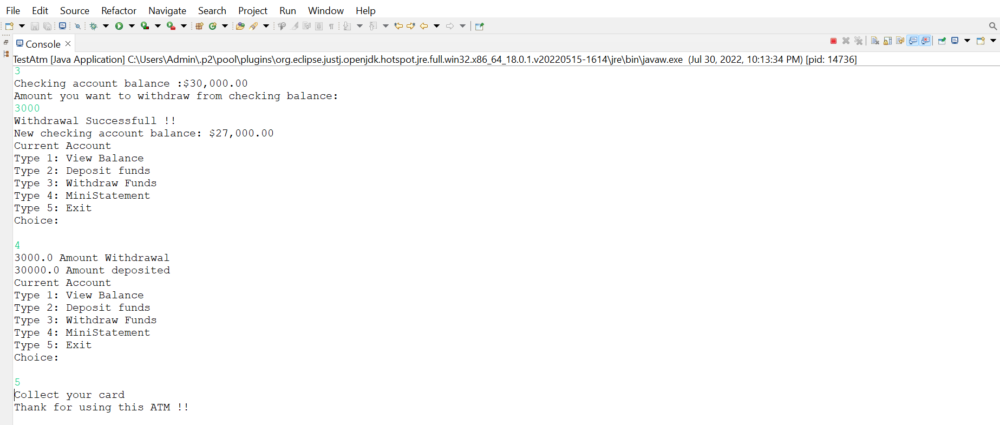 File Edit Source Refactor Navigate Search Project Run Window Help
Console
TestAtm [Java Application] C:\Users\Admin\.p2\pool\plugins\org.eclipse.justj.openjdk.hotspot.jre.full.win32.x86_64_18.0.1.v20220515-1614\jre\bin\javaw.exe (Jul 30, 2022, 10:13:34 PM) [pid: 14736]
3
Checking account balance :$30,000.00
Amount you want to withdraw from checking balance:
3000
Withdrawal Successfull !!
New checking account balance: $27,000.00
Current Account
Type 1: View Balance
Type 2: Deposit funds
Type 3: Withdraw Funds
Type 4: MiniStatement
Type 5: Exit
Choice:
4
3000.0 Amount Withdrawal
30000.0 Amount deposited
Current Account
Type 1: View Balance
Type 2: Deposit funds
Type 3: Withdraw Funds
Type 4: MiniStatement
Type 5: Exit
Choice:
5
Collect your card
Thank for using this ATM !!